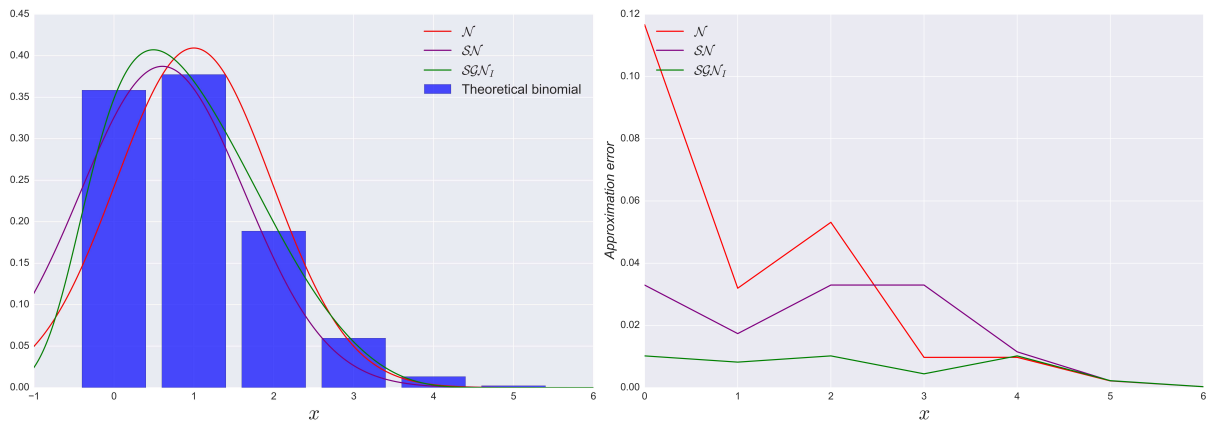 0.45
0.40
0.35
0.30
0.25
0.20
0.15
0.10
0.05
0.00
−1 0 1 2 3 4 5 6
x
𝒩
𝒮𝒩
𝒮𝒢𝒩_I
Theoretical binomial
0.12
0.10
0.08
0.06
0.04
0.02
0.00
Approximation error
0 1 2 3 4 5 6
x
𝒩
𝒮𝒩
𝒮𝒢𝒩_I